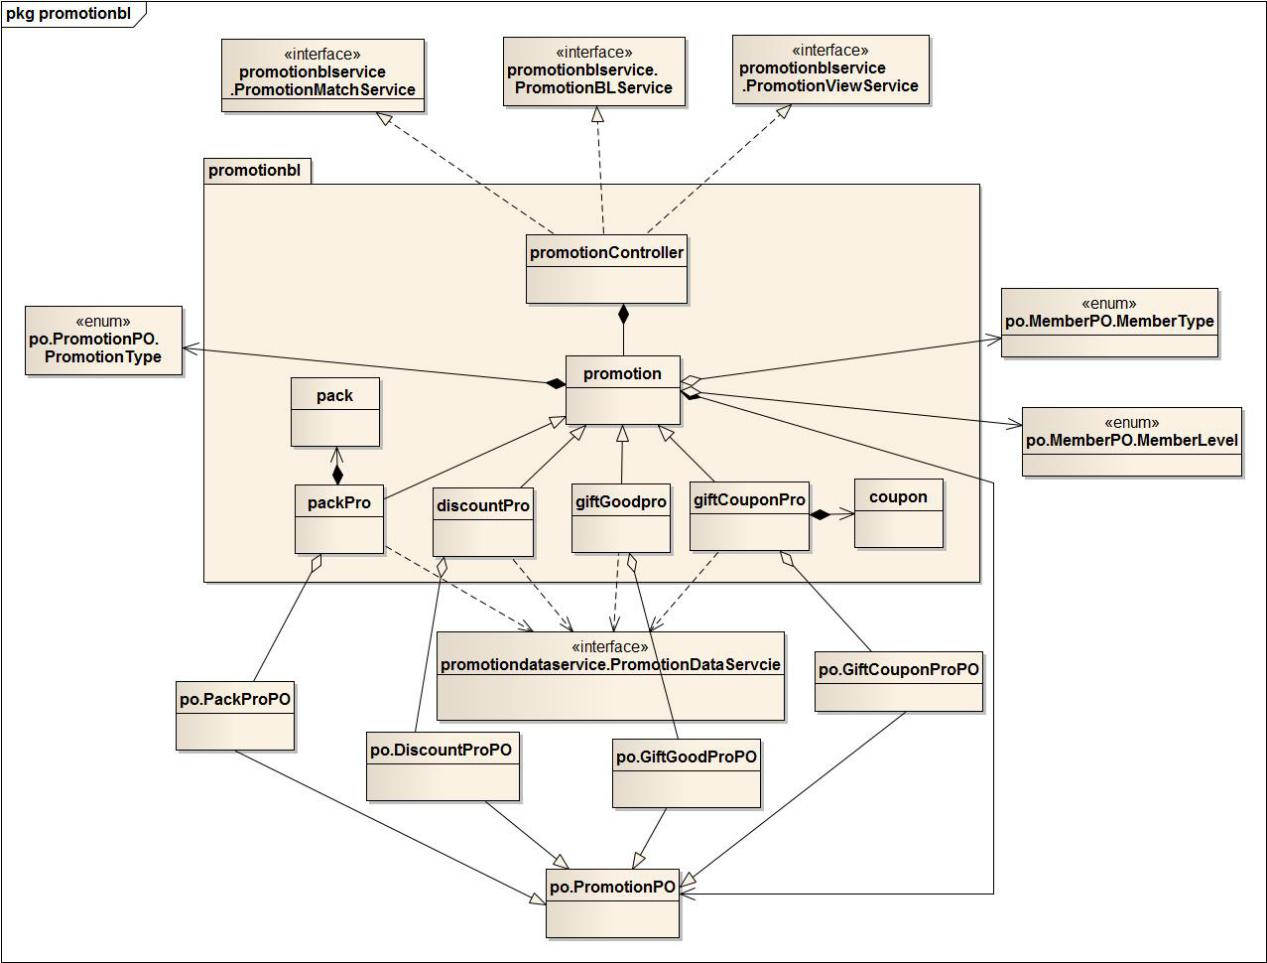 pkg promotionbl
«interface»
promotionblservice
.PromotionMatchService
«interface»
promotionblservice.
PromotionBLService
«interface»
promotionblservice
.PromotionViewService
promotionbl
promotionController
«enum»
po.PromotionPO.
PromotionType
promotion
«enum»
po.MemberPO.MemberType
pack
«enum»
po.MemberPO.MemberLevel
packPro
discountPro
giftGoodpro
giftCouponPro
coupon
«interface»
promotiondataservice.PromotionDataServcie
po.PackProPO
po.DiscountProPO
po.GiftGoodProPO
po.GiftCouponProPO
po.PromotionPO